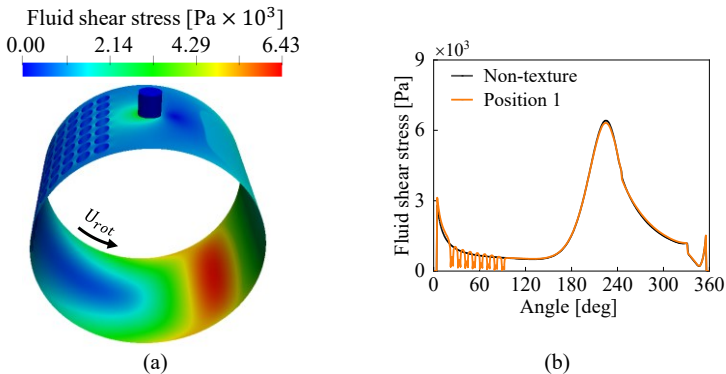 Fluid shear stress [Pa × 10³]
0.00 2.14 4.29 6.43
U_rot
(a)
×10³
9
6
3
0
Fluid shear stress [Pa]
Non-texture
Position 1
0 60 120 180 240 300 360
Angle [deg]
(b)